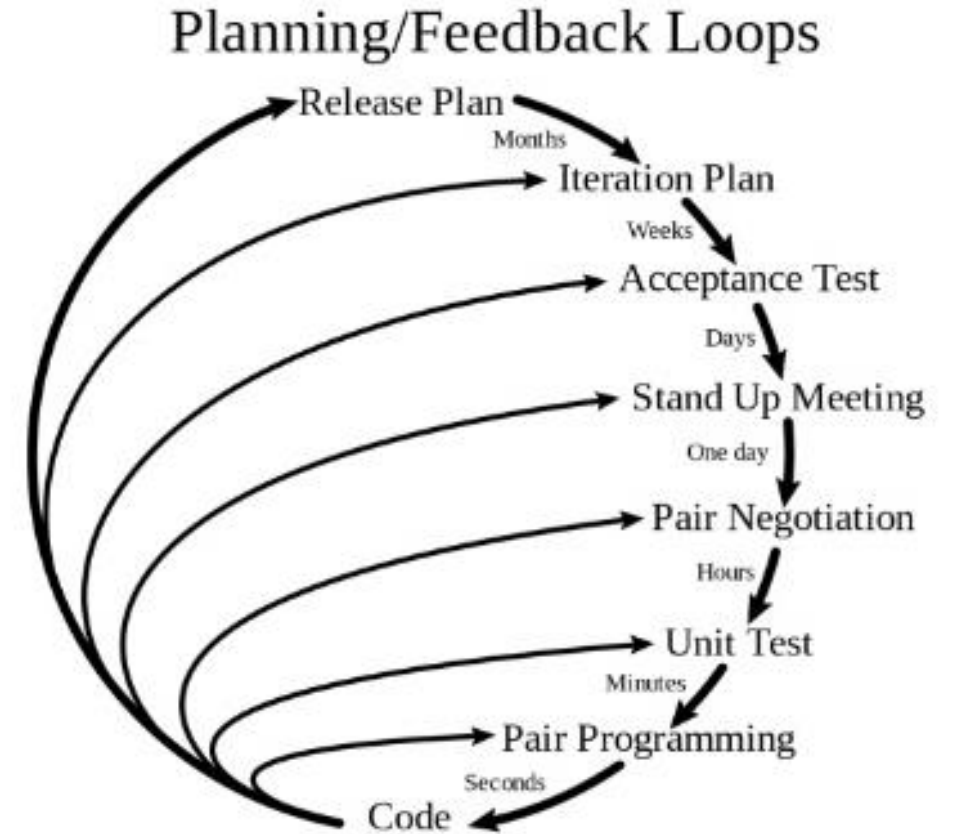 Planning/Feedback Loops
Release Plan
Months
Iteration Plan
Weeks
Acceptance Test
Days
Stand Up Meeting
One day
Pair Negotiation
Hours
Unit Test
Minutes
Pair Programming
Seconds
Code